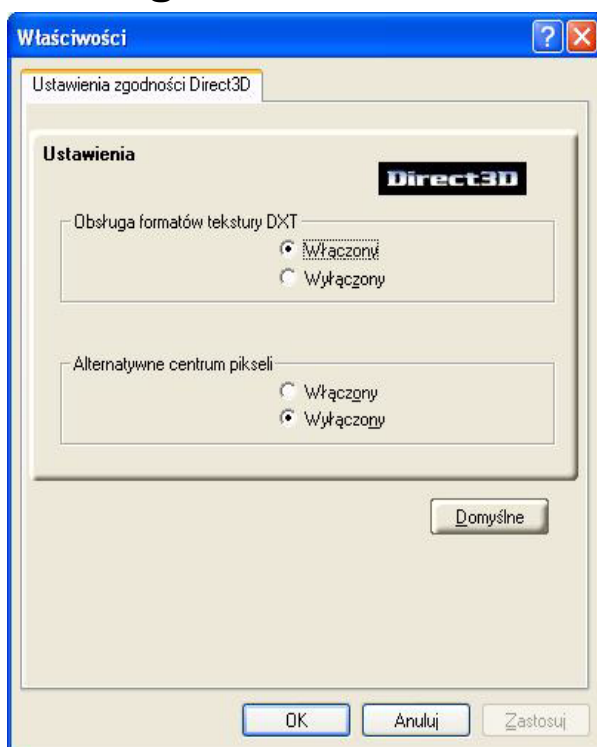 Właściwości
Ustawienia zgodności Direct3D
Ustawienia
Direct3D
Obsługa formatów tekstury DXT
Włączony
Wyłączony
Alternatywne centrum pikseli
Włączony
Wyłączony
Domyślne
OK Anuluj Zastosuj